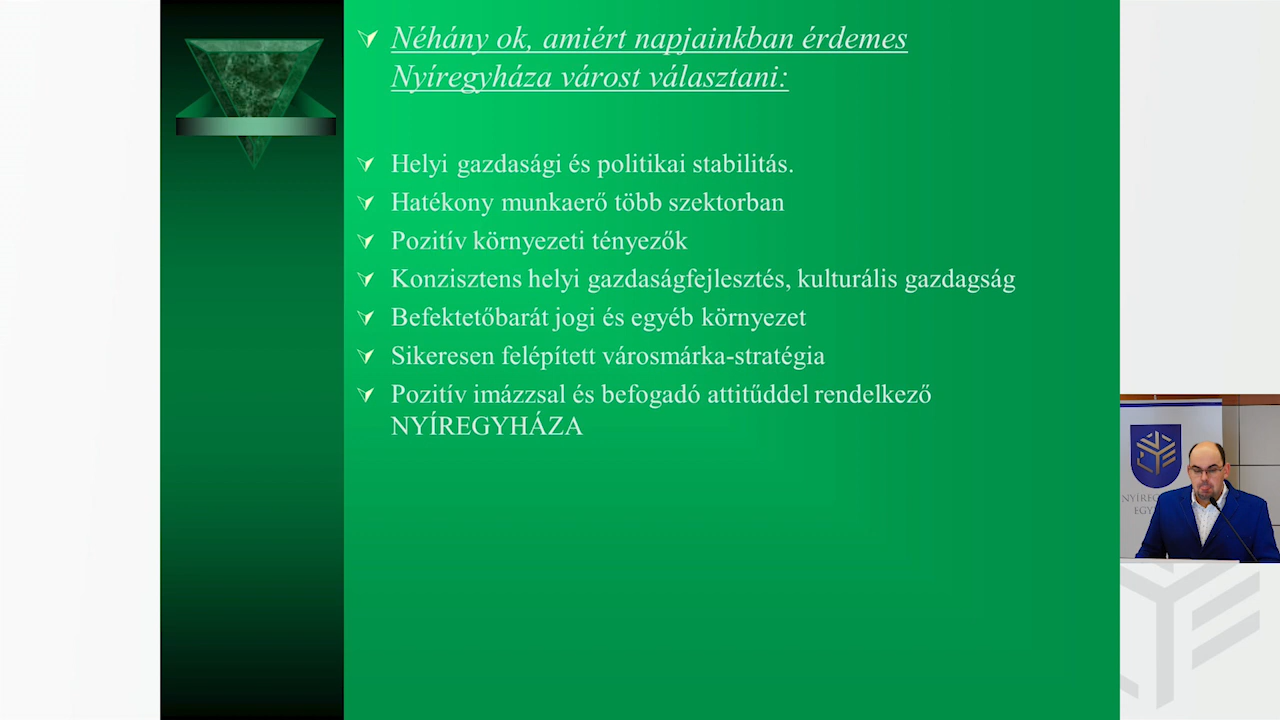 Néhány ok, amiért napjainkban érdemes
Nyíregyháza várost választani:
Helyi gazdasági és politikai stabilitás.
Hatékony munkaerő több szektorban
Pozitív környezeti tényezők
Konzisztens helyi gazdaságfejlesztés, kulturális gazdagság
Befektetőbarát jogi és egyéb környezet
Sikeresen felépített városmárka-stratégia
Pozitív imázzsal és befogadó attitűddel rendelkező
NYÍREGYHÁZA